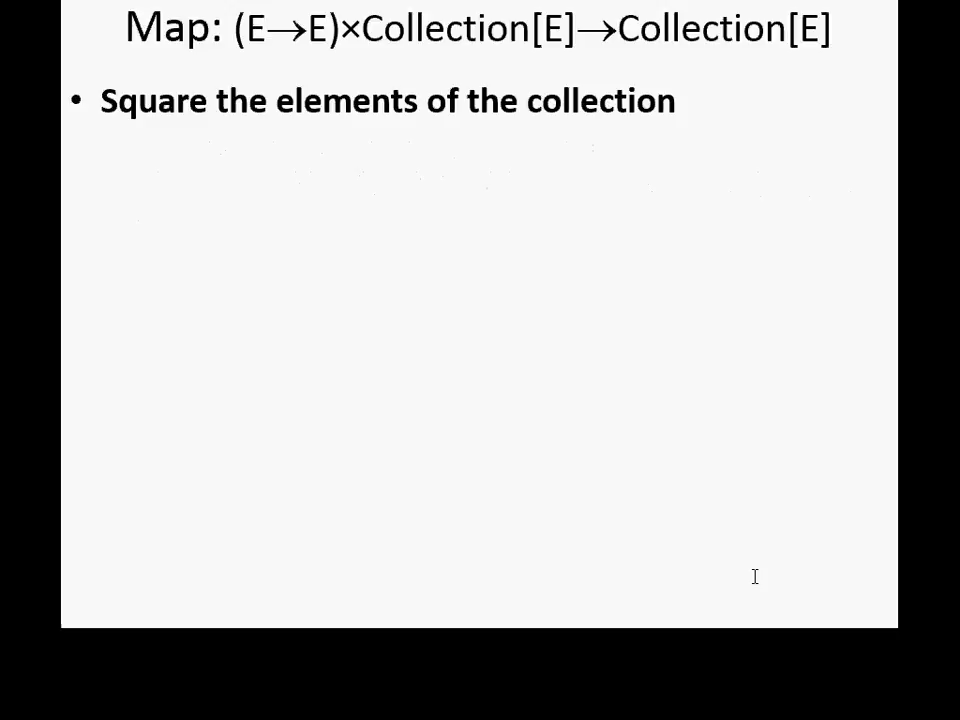 Map: (E→E)×Collection[E]→Collection[E]
• Square the elements of the collection